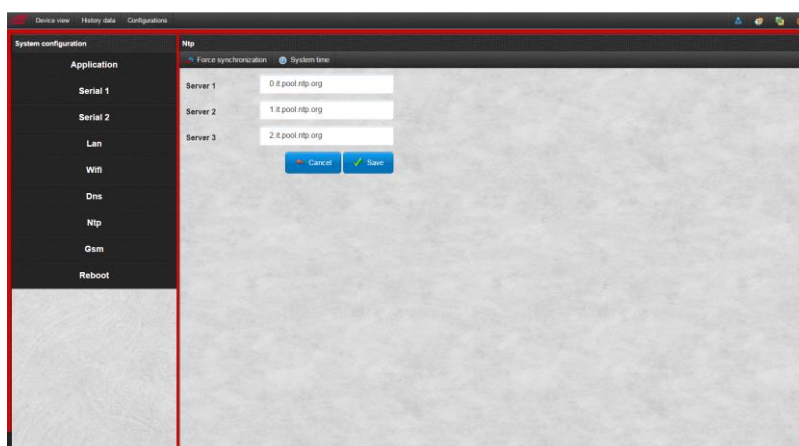 Device view History data Configurations
System configuration
Application
Serial 1
Serial 2
Lan
Wifi
Dns
Ntp
Gsm
Reboot
Ntp
Force synchronization System time
Server 1 0.it.pool.ntp.org
Server 2 1.it.pool.ntp.org
Server 3 2.it.pool.ntp.org
Cancel Save